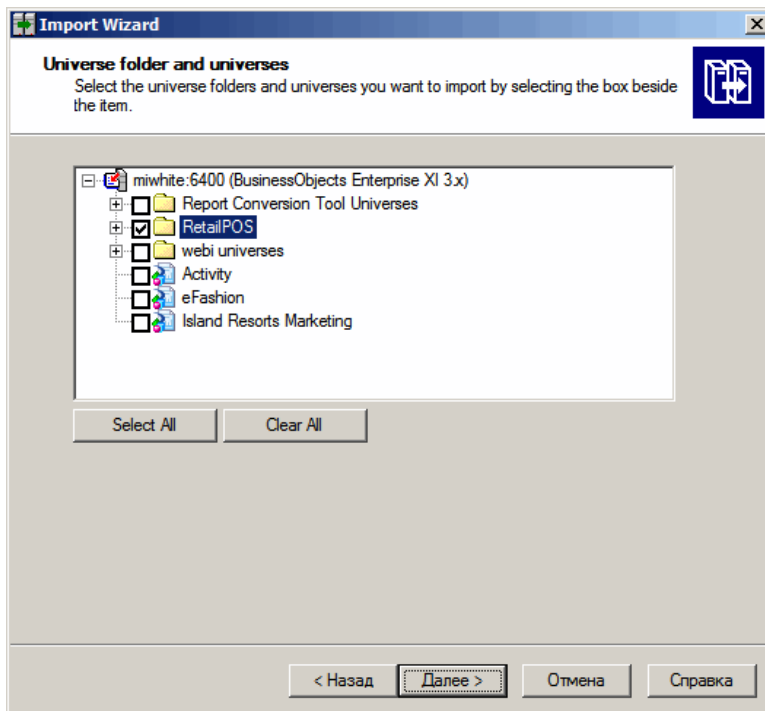 Import Wizard
Universe folder and universes
Select the universe folders and universes you want to import by selecting the box beside
the item.
miwhite:6400 (BusinessObjects Enterprise XI 3.x)
Report Conversion Tool Universes
RetailPOS
webi universes
Activity
eFashion
Island Resorts Marketing
Select All Clear All
< Назад Далее > Отмена Справка